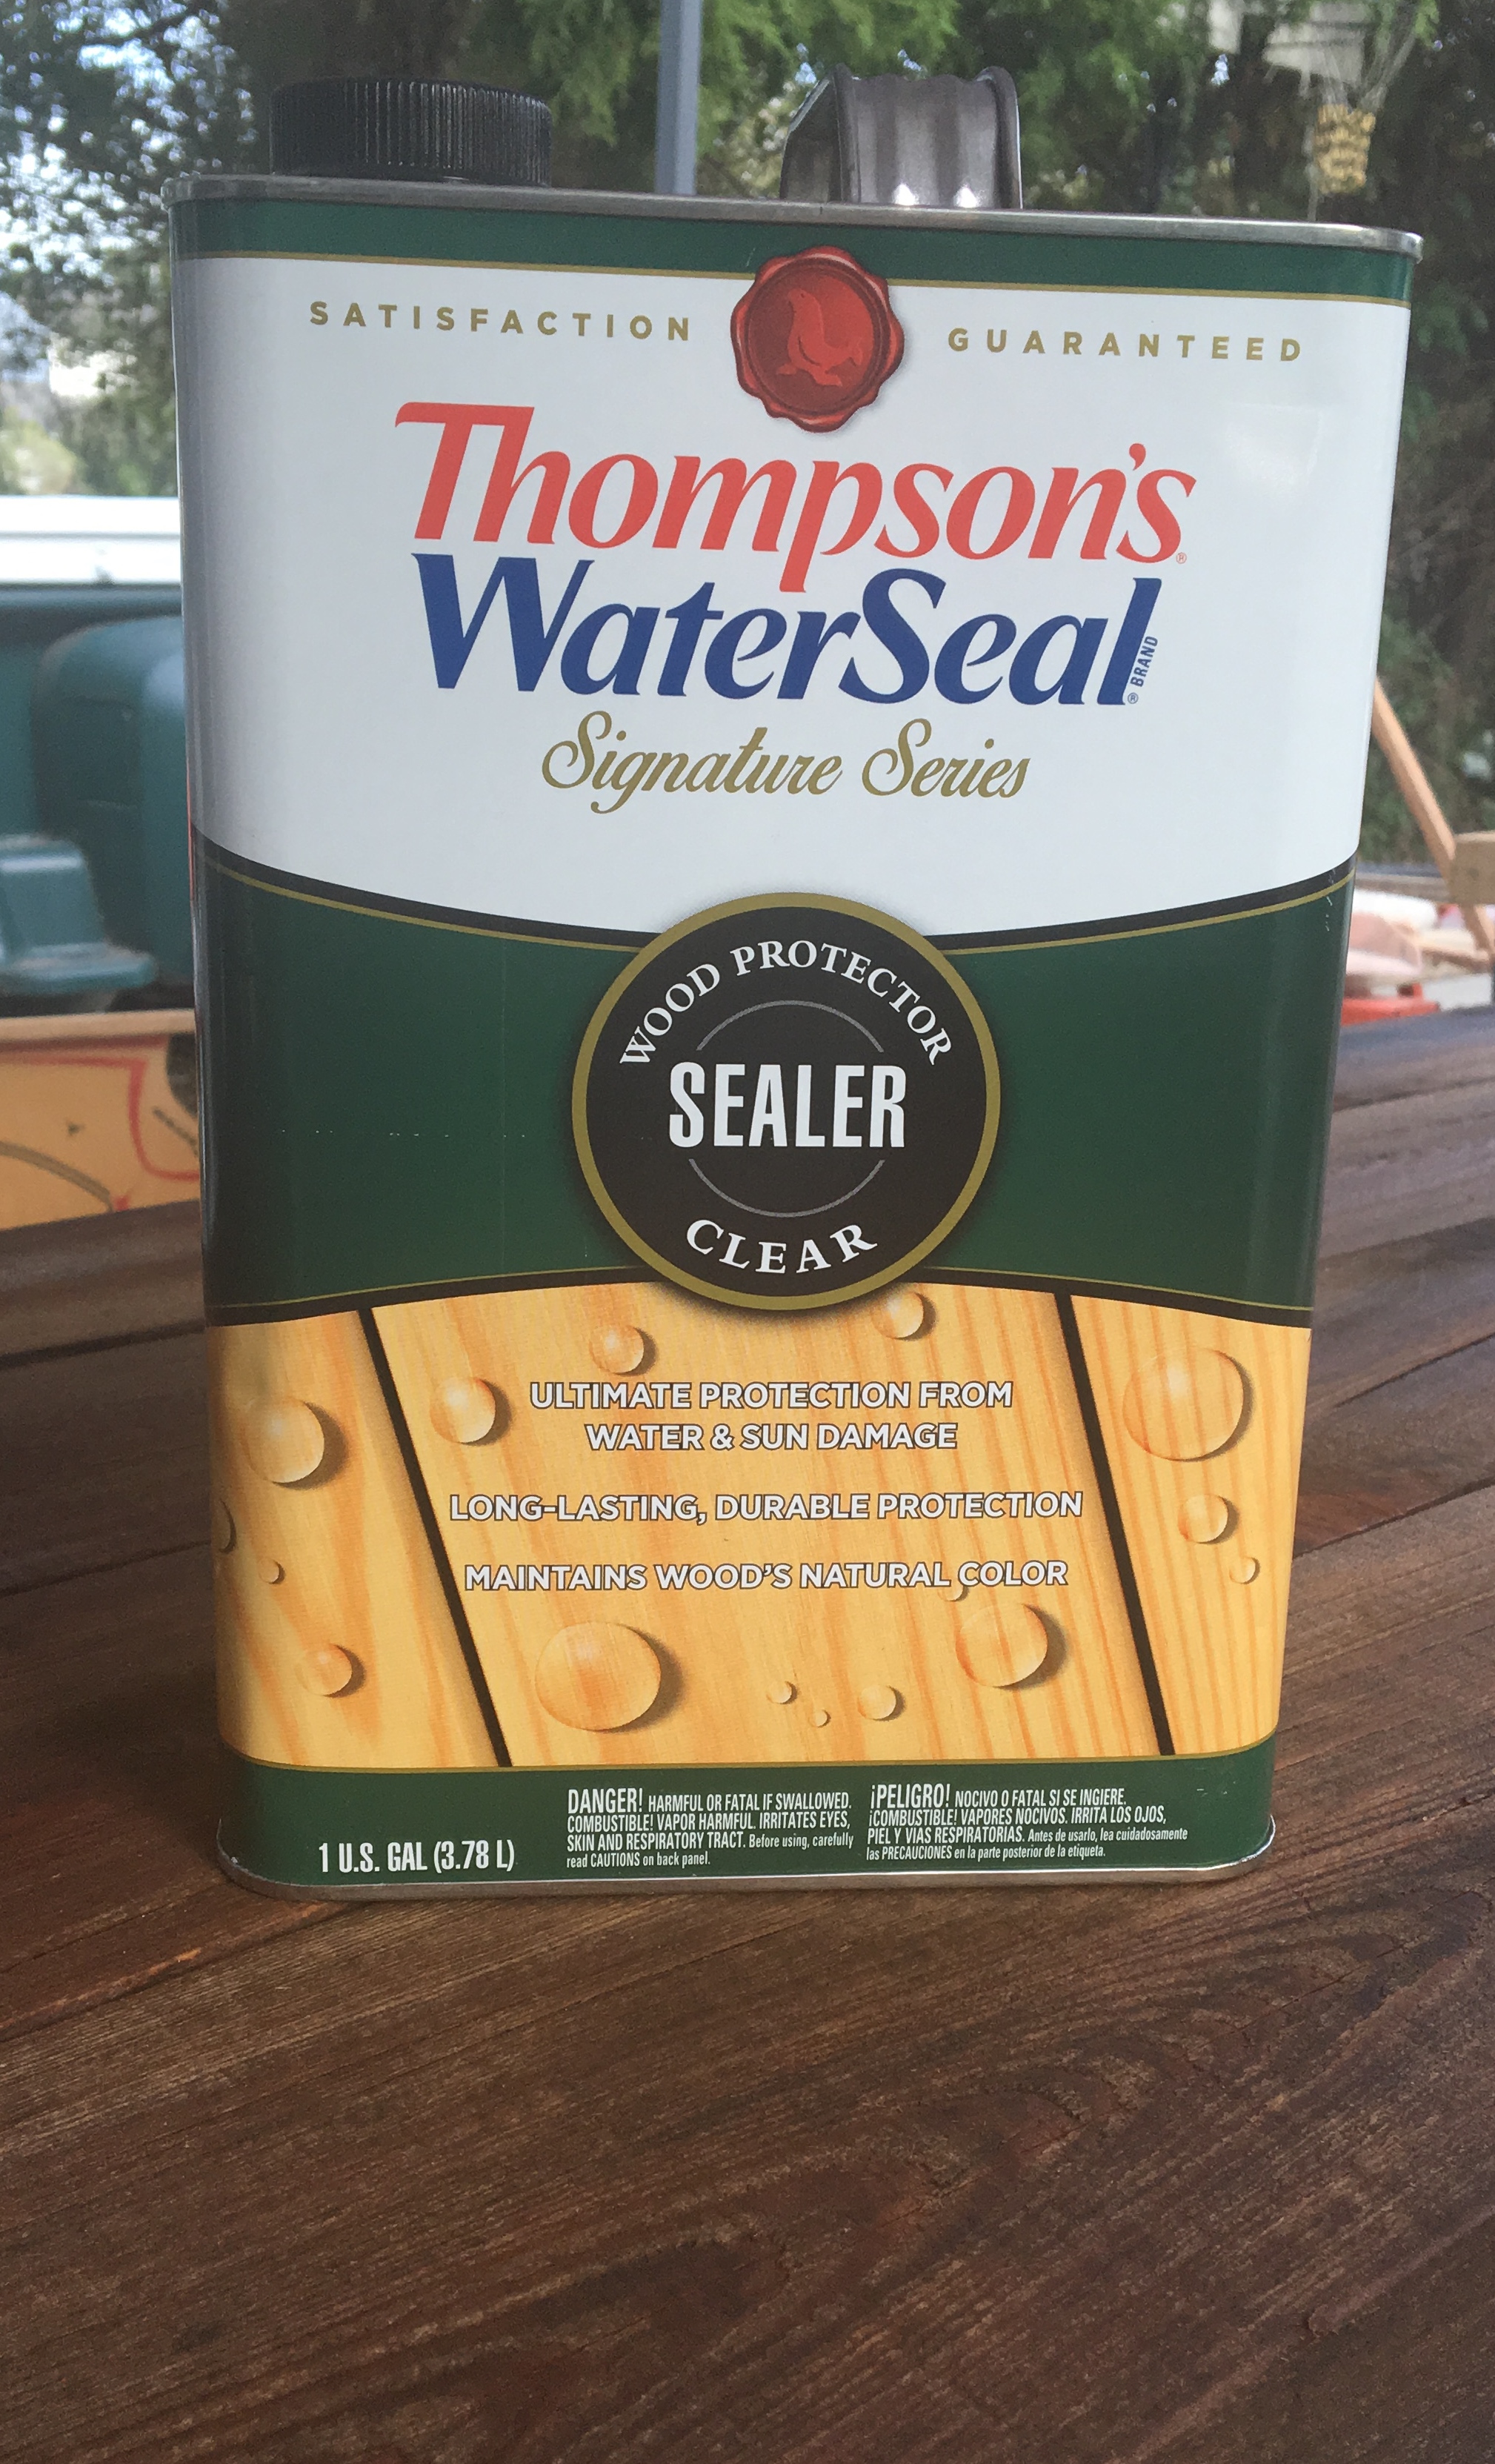 SATISFACTION GUARANTEED
Thompson's®
WaterSeal® BRAND
Signature Series
WOOD PROTECTOR
SEALER
CLEAR
ULTIMATE PROTECTION FROM
WATER & SUN DAMAGE
LONG-LASTING, DURABLE PROTECTION
MAINTAINS WOOD'S NATURAL COLOR
1 U.S. GAL (3.78 L)
DANGER! HARMFUL OR FATAL IF SWALLOWED.
COMBUSTIBLE! VAPOR HARMFUL. IRRITATES EYES,
SKIN AND RESPIRATORY TRACT. Before using, carefully
read CAUTIONS on back panel.
¡PELIGRO! NOCIVO O FATAL SI SE INGIERE.
¡COMBUSTIBLE! VAPORES NOCIVOS. IRRITA LOS OJOS,
PIEL Y VIAS RESPIRATORIAS. Antes de usarlo, lea cuidadosamente
las PRECAUCIONES en la parte posterior de la etiqueta.